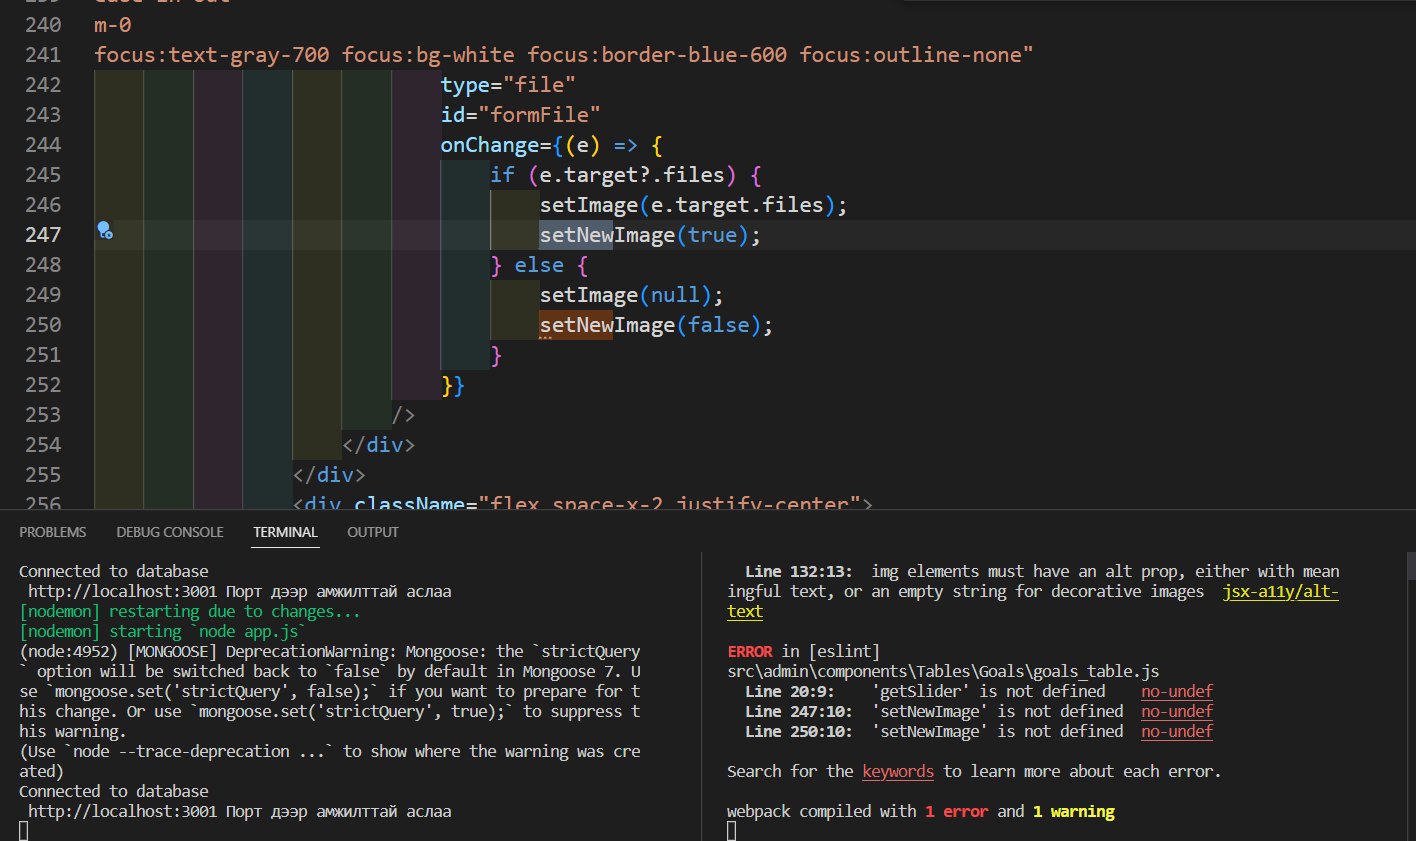 240 m-0
241 focus:text-gray-700 focus:bg-white focus:border-blue-600 focus:outline-none"
242 type="file"
243 id="formFile"
244 onChange={(e) => {
245 if (e.target?.files) {
246 setImage(e.target.files);
247 setNewImage(true);
248 } else {
249 setImage(null);
250 setNewImage(false);
251 }
252 }}
253 />
254 </div>
255 </div>
256 <div className="flex space-x-2 justify-center">
PROBLEMS DEBUG CONSOLE TERMINAL OUTPUT
Connected to database
http://localhost:3001 Порт дээр амжилттай аслаа
[nodemon] restarting due to changes...
[nodemon] starting `node app.js`
(node:4952) [MONGOOSE] DeprecationWarning: Mongoose: the `strictQuery
` option will be switched back to `false` by default in Mongoose 7. U
se `mongoose.set('strictQuery', false);` if you want to prepare for t
his change. Or use `mongoose.set('strictQuery', true);` to suppress t
his warning.
(Use `node --trace-deprecation ...` to show where the warning was cre
ated)
Connected to database
http://localhost:3001 Порт дээр амжилттай аслаа
Line 132:13: img elements must have an alt prop, either with mean
ingful text, or an empty string for decorative images jsx-a11y/alt-
text
ERROR in [eslint]
src\admin\components\Tables\Goals\goals_table.js
Line 20:9: 'getSlider' is not defined no-undef
Line 247:10: 'setNewImage' is not defined no-undef
Line 250:10: 'setNewImage' is not defined no-undef
Search for the keywords to learn more about each error.
webpack compiled with 1 error and 1 warning